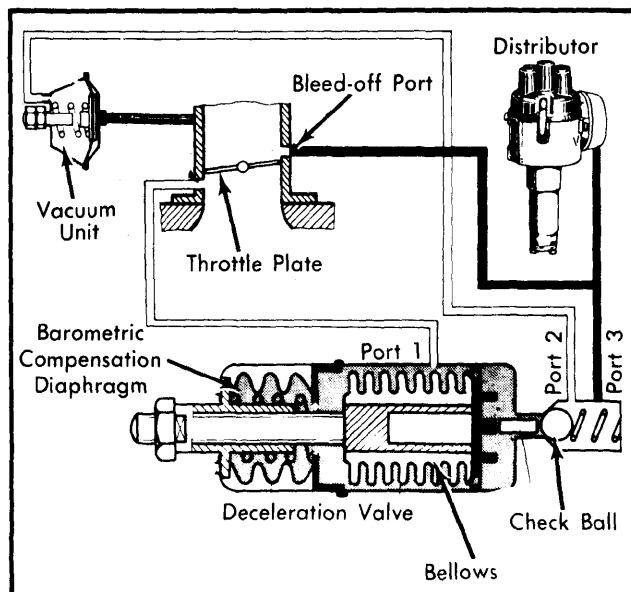 Distributor
Bleed-off Port
Vacuum
Unit
Throttle Plate
Barometric
Compensation
Diaphragm
Port 1
Port 2
Port 3
Deceleration Valve
Check Ball
Bellows
V